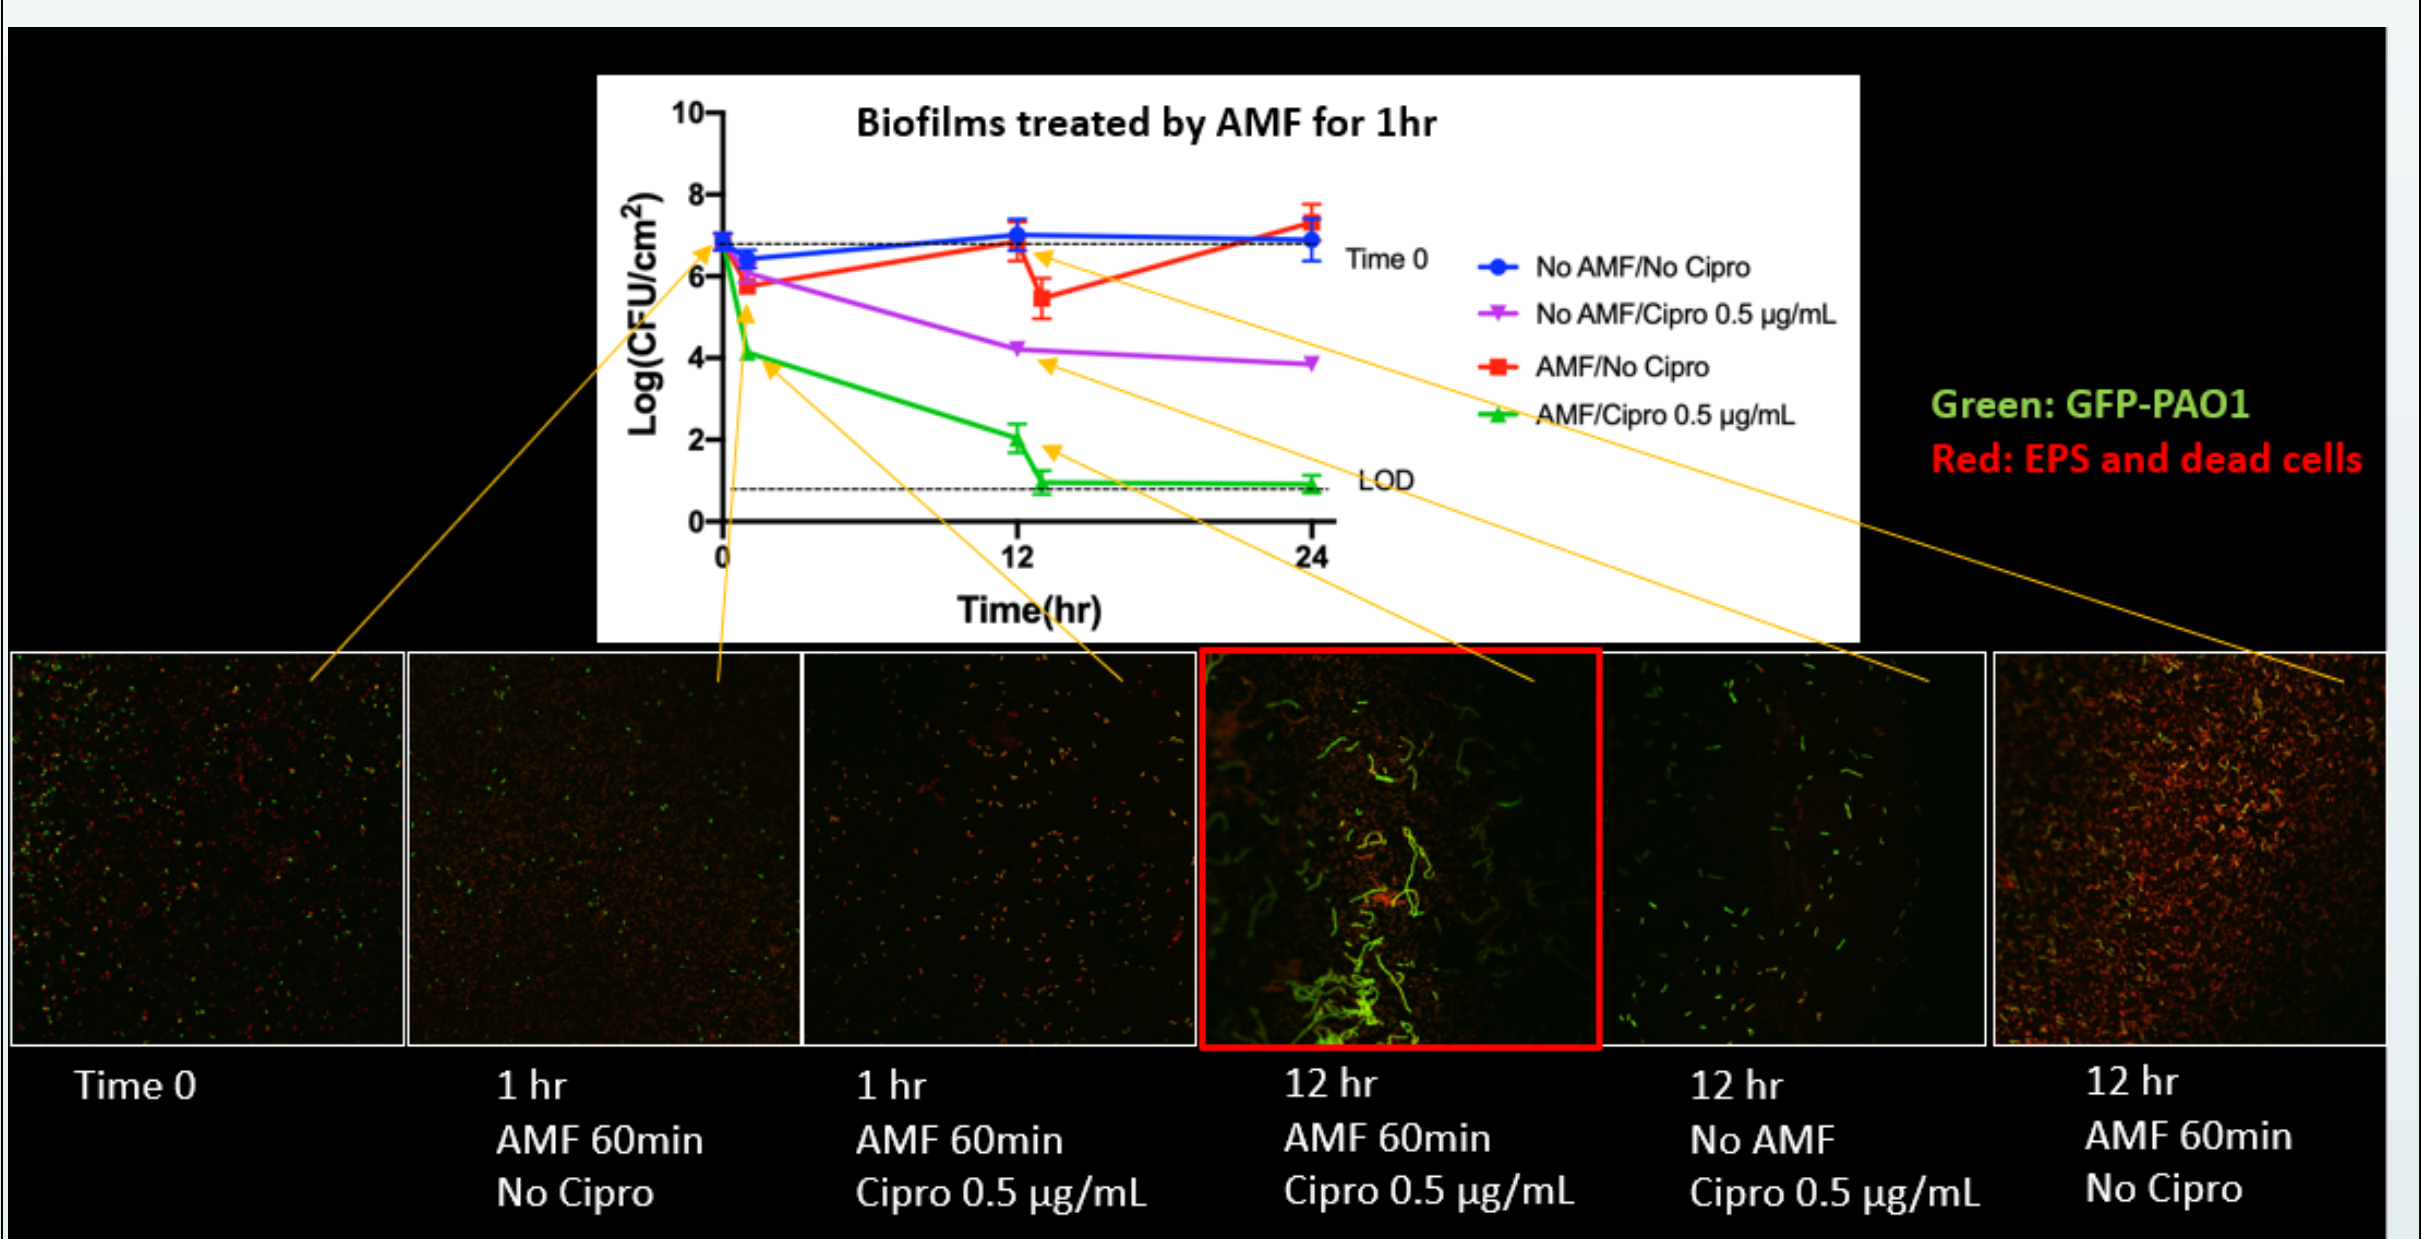 Biofilms treated by AMF for 1hr
10
8
6
4
2
0
Log(CFU/cm²)
0
12
24
Time(hr)
Time 0
LOD
No AMF/No Cipro
No AMF/Cipro 0.5 µg/mL
AMF/No Cipro
AMF/Cipro 0.5 µg/mL
Green: GFP-PAO1
Red: EPS and dead cells
Time 0
1 hr
AMF 60min
No Cipro
1 hr
AMF 60min
Cipro 0.5 µg/mL
12 hr
AMF 60min
Cipro 0.5 µg/mL
12 hr
No AMF
Cipro 0.5 µg/mL
12 hr
AMF 60min
No Cipro